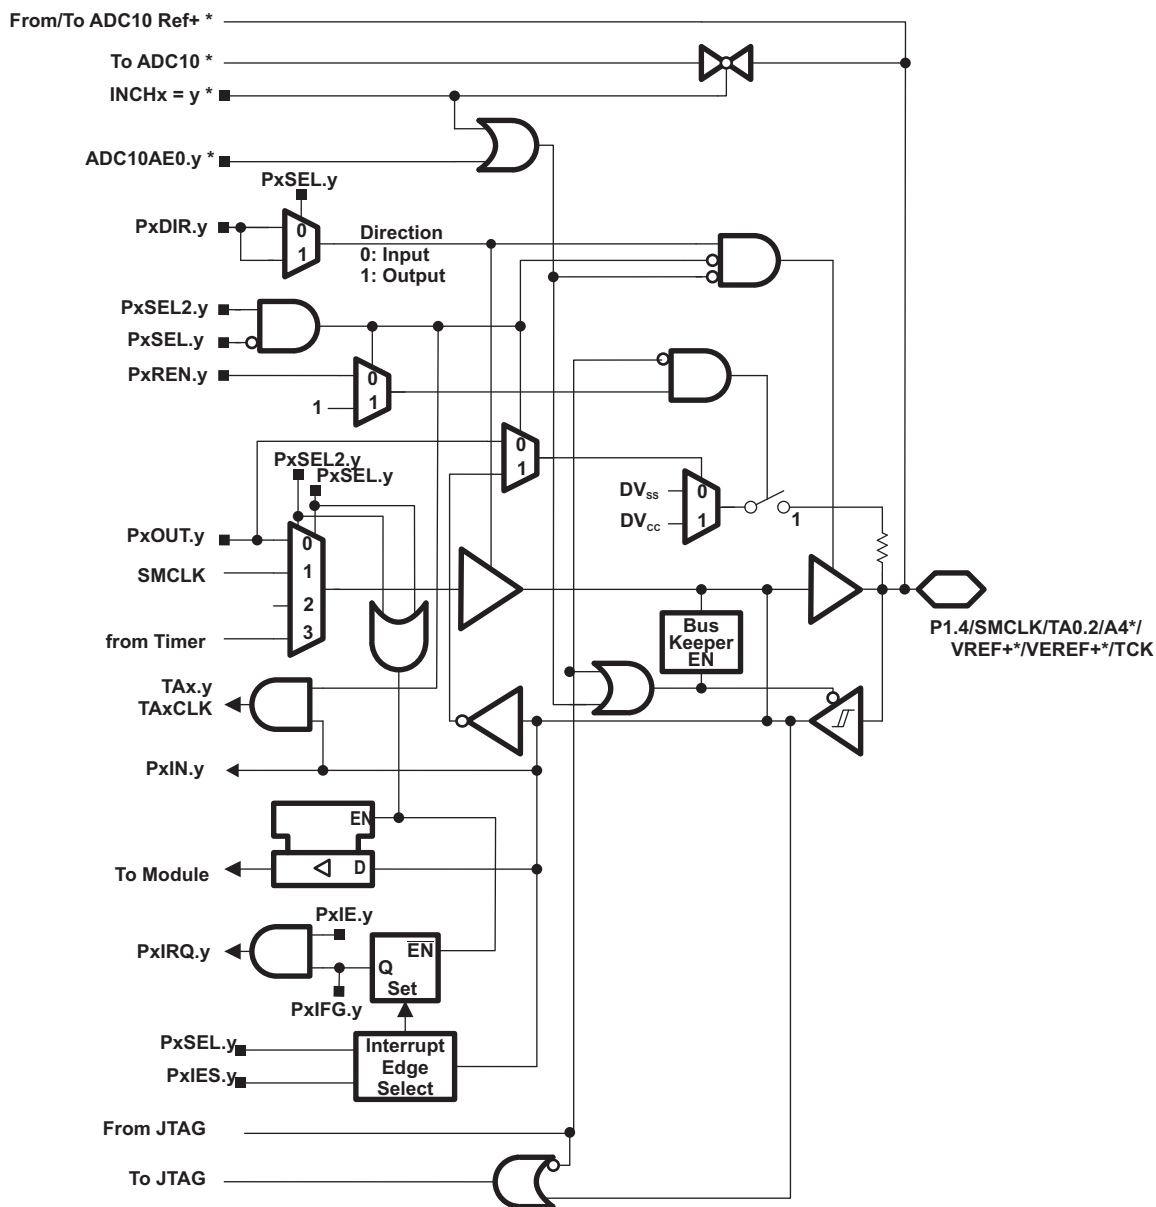 From/To ADC10 Ref+ *
To ADC10 *
INCHx = y *
ADC10AE0.y *
PxSEL.y
PxDIR.y
0
1
Direction
0: Input
1: Output
PxSEL2.y
PxSEL.y
PxREN.y
0
1
1
0
1
PxSEL2.y
PxSEL.y
DVSS
0
DVCC
1
1
PxOUT.y
0
SMCLK
1
2
from Timer
3
Bus
Keeper
EN
P1.4/SMCLK/TA0.2/A4*/
VREF+*/VEREF+*/TCK
TAx.y
TAxCLK
PxIN.y
EN
To Module
D
PxIE.y
PxIRQ.y
EN
Q
Set
PxIFG.y
PxSEL.y
PxIES.y
Interrupt
Edge
Select
From JTAG
To JTAG